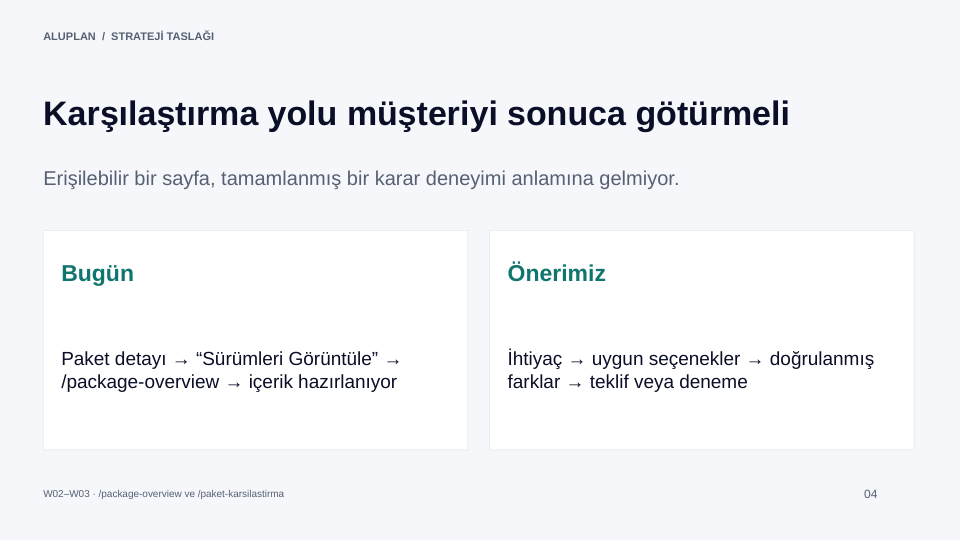 ALUPLAN / STRATEJİ TASLAĞI
Karşılaştırma yolu müşteriyi sonuca götürmeli
Erişilebilir bir sayfa, tamamlanmış bir karar deneyimi anlamına gelmiyor.
Bugün
Paket detayı → “Sürümleri Görüntüle” →
/package-overview → içerik hazırlanıyor
Önerimiz
İhtiyaç → uygun seçenekler → doğrulanmış
farklar → teklif veya deneme
W02–W03 · /package-overview ve /paket-karsilastirma
04